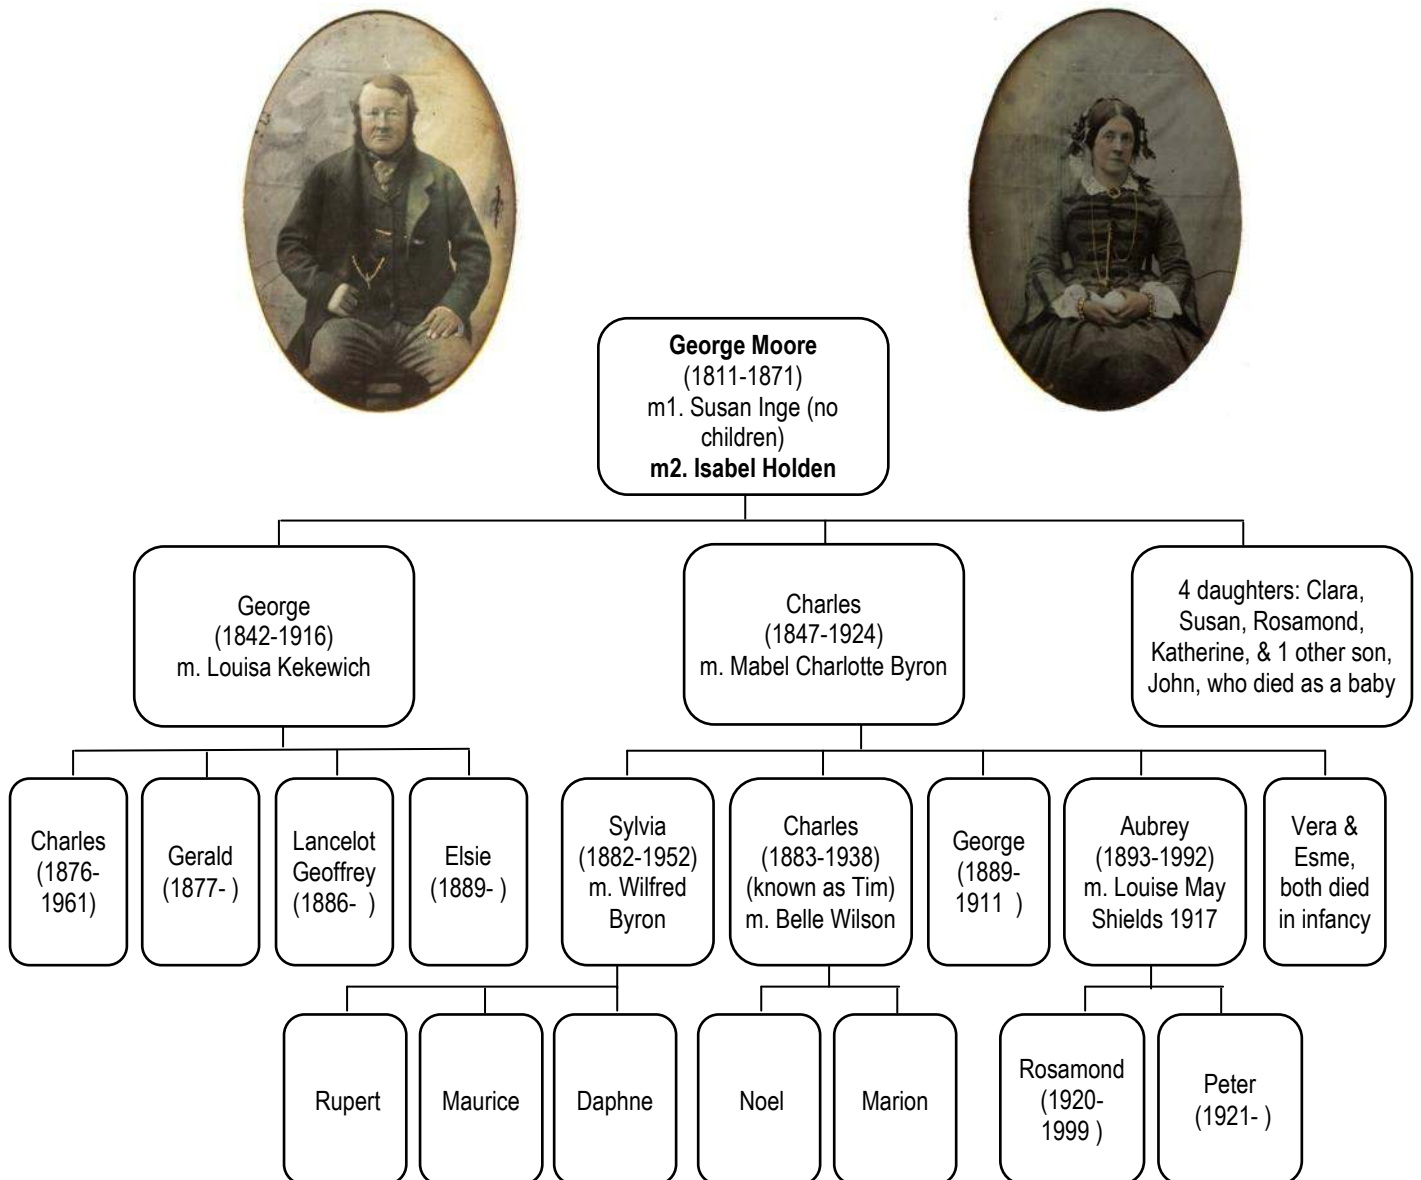 George Moore
(1811-1871)
m1. Susan Inge (no
children)
m2. Isabel Holden
George
(1842-1916)
m. Louisa Kekewich
Charles
(1847-1924)
m. Mabel Charlotte Byron
4 daughters: Clara,
Susan, Rosamond,
Katherine, & 1 other son,
John, who died as a baby
Charles
(1876-
1961)
Gerald
(1877- )
Lancelot
Geoffrey
(1886- )
Elsie
(1889- )
Sylvia
(1882-1952)
m. Wilfred
Byron
Charles
(1883-1938)
(known as Tim)
m. Belle Wilson
George
(1889-
1911 )
Aubrey
(1893-1992)
m. Louise May
Shields 1917
Vera &
Esme,
both died
in infancy
Rupert
Maurice
Daphne
Noel
Marion
Rosamond
(1920-
1999 )
Peter
(1921- )